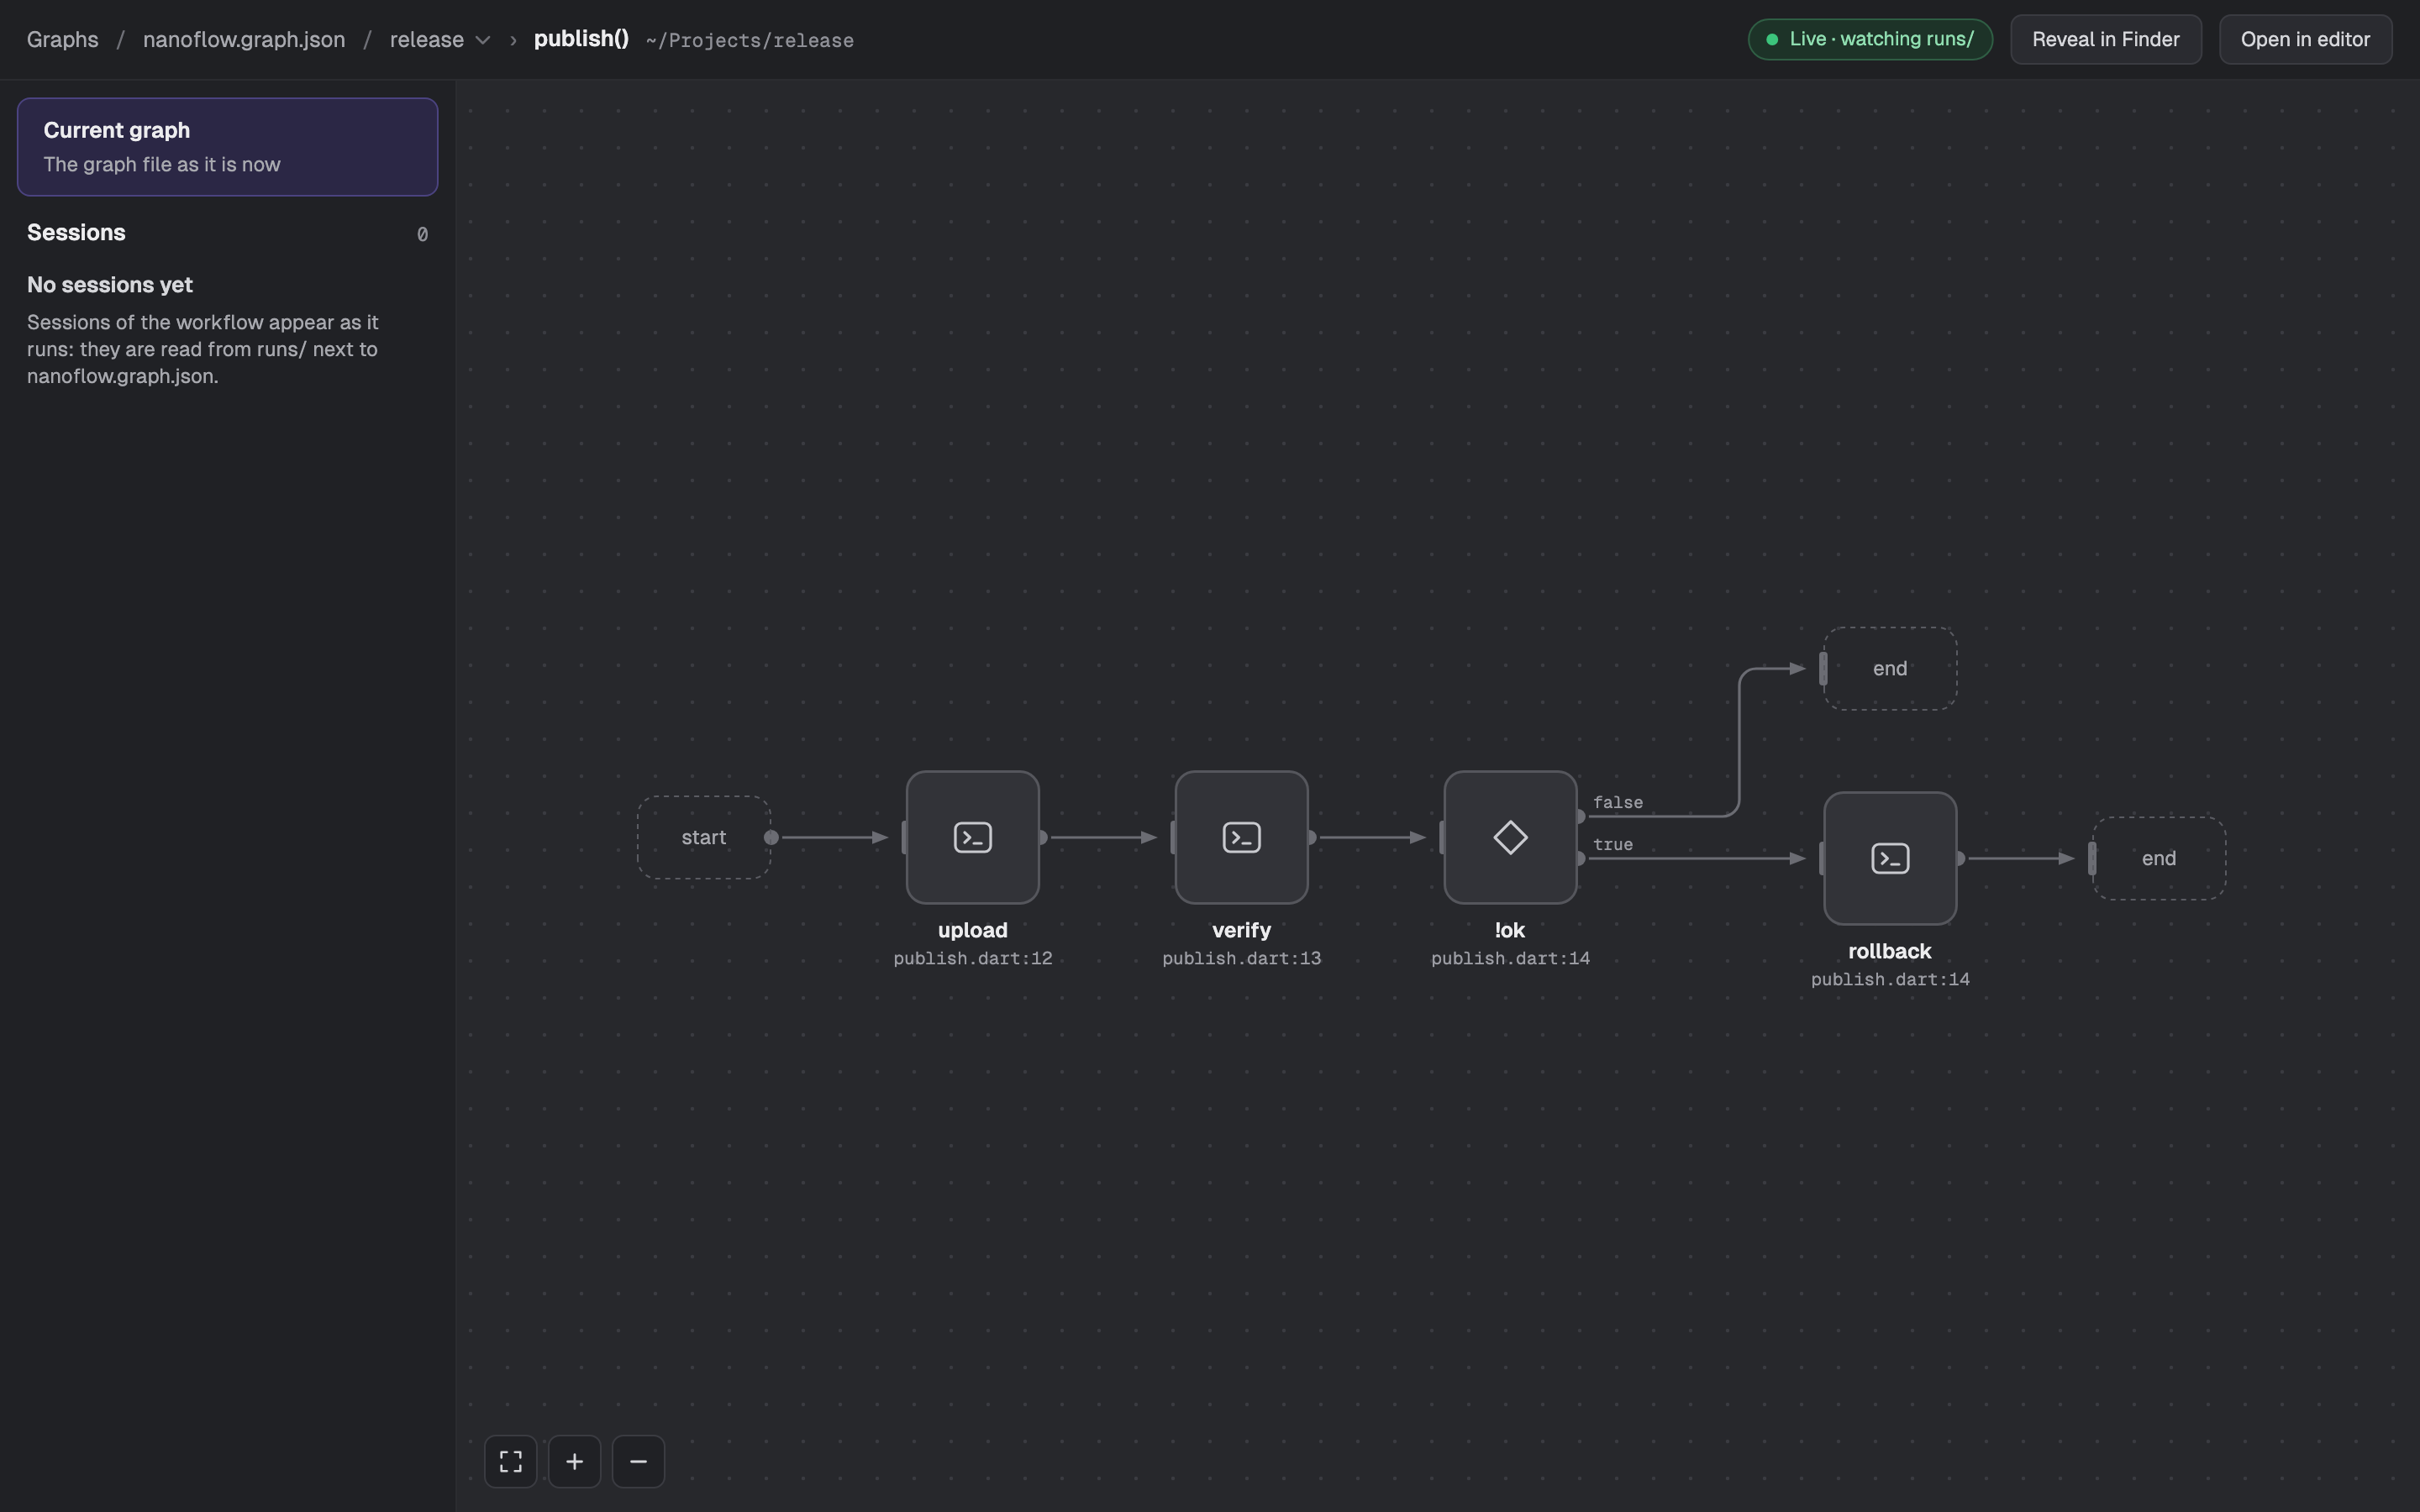 Graphs / nanoflow.graph.json / release › publish() ~/Projects/release
Live · watching runs/
Reveal in Finder
Open in editor
Current graph
The graph file as it is now
Sessions 0
No sessions yet
Sessions of the workflow appear as it
runs: they are read from runs/ next to
nanoflow.graph.json.
end
false
true
start
end
upload
publish.dart:12
verify
publish.dart:13
!ok
publish.dart:14
rollback
publish.dart:14